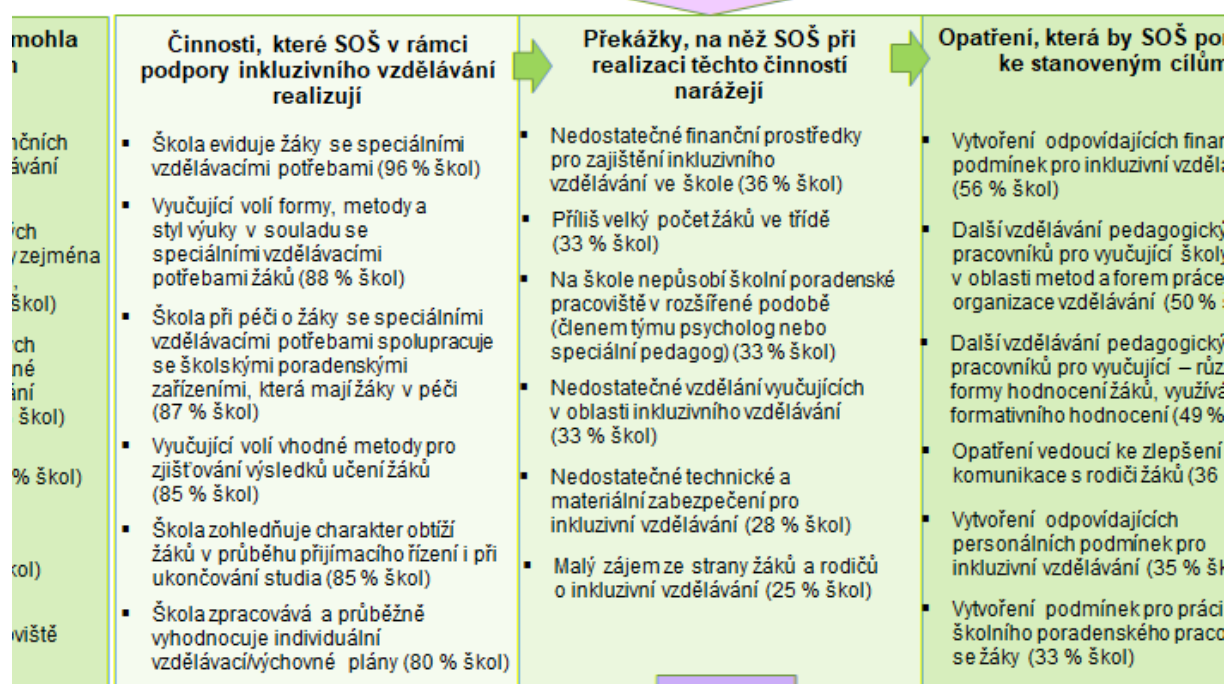 mohla
nčních
ávání
ých
y zejména
škol)
ých
né
ání
škol)
% škol)
kol)
viště
Činnosti, které SOŠ v rámci
podpory inkluzivního vzdělávání
realizují
▪ Škola eviduje žáky se speciálními
vzdělávacími potřebami (96 % škol)
▪ Vyučující volí formy, metody a
styl výuky v souladu se
speciálními vzdělávacími
potřebami žáků (88 % škol)
▪ Škola při péči o žáky se speciálními
vzdělávacími potřebami spolupracuje
se školskými poradenskými
zařízeními, která mají žáky v péči
(87 % škol)
▪ Vyučující volí vhodné metody pro
zjišťování výsledků učení žáků
(85 % škol)
▪ Škola zohledňuje charakter obtíží
žáků v průběhu přijímacího řízení i při
ukončování studia (85 % škol)
▪ Škola zpracovává a průběžně
vyhodnocuje individuální
vzdělávací/výchovné plány (80 % škol)
Překážky, na něž SOŠ při
realizaci těchto činností
narážejí
▪ Nedostatečné finanční prostředky
pro zajištění inkluzivního
vzdělávání ve škole (36 % škol)
▪ Příliš velký počet žáků ve třídě
(33 % škol)
▪ Na škole nepůsobí školní poradenské
pracoviště v rozšířené podobě
(členem týmu psycholog nebo
speciální pedagog) (33 % škol)
▪ Nedostatečné vzdělání vyučujících
v oblasti inkluzivního vzdělávání
(33 % škol)
▪ Nedostatečné technické a
materiální zabezpečení pro
inkluzivní vzdělávání (28 % škol)
▪ Malý zájem ze strany žáků a rodičů
o inkluzivní vzdělávání (25 % škol)
Opatření, která by SOŠ po
ke stanoveným cílům
▪ Vytvoření odpovídajících finan
podmínek pro inkluzivní vzděla
(56 % škol)
▪ Další vzdělávání pedagogický
pracovníků pro vyučující školy
v oblasti metod a forem práce
organizace vzdělávání (50 % š
▪ Další vzdělávání pedagogický
pracovníků pro vyučující – růz
formy hodnocení žáků, využívá
formativního hodnocení (49 %
▪ Opatření vedoucí ke zlepšení
komunikace s rodiči žáků (36
▪ Vytvoření odpovídajících
personálních podmínek pro
inkluzivní vzdělávání (35 % šk
▪ Vytvoření podmínek pro práci
školního poradenského praco
se žáky (33 % škol)